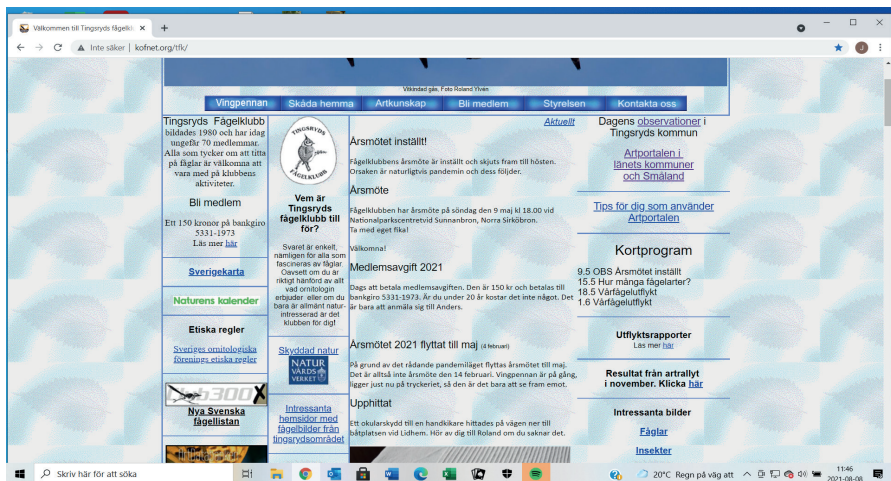 Välkommen till Tingsryds fågelkl
Inte säker | kofnet.org/tfk/
J
Vitkindad gås, Foto Roland Ylvén
Vingpennan Skåda hemma Artkunskap Bli medlem Styrelsen Kontakta oss
Tingsryds Fågelklubb
bildades 1980 och har idag
ungefär 70 medlemmar.
Alla som tycker om att titta
på fåglar är välkomna att
vara med på klubbens
aktiviteter.
Bli medlem
Ett 150 kronor på bankgiro
5331-1973
Läs mer här
Sverigekarta
Naturens kalender
Etiska regler
Sveriges ornitologiska
förenings etiska regler
Club300
Nya Svenska
fågellistan
TINGSRYDS
FÅGELKLUBB
Vem är
Tingsryds
fågelklubb till
för?
Svaret är enkelt,
nämligen för alla som
fascineras av fåglar.
Oavsett om du är
riktigt hänförd av allt
vad ornitologin
erbjuder eller om du
bara är allmänt natur-
intresserad är det
klubben för dig!
Skyddad natur
NATUR
VÅRDS
VERKET
Intressanta
hemsidor med
fågelbilder från
tingsrydsområdet
Aktuellt
Årsmötet inställt!
Fågelklubbens årsmöte är inställt och skjuts fram till hösten.
Orsaken är naturligtvis pandemin och dess följder.
Årsmöte
Fågelklubben har årsmöte på söndag den 9 maj kl 18.00 vid
Nationalparkscentretvid Sunnanbron, Norra Sirköbron.
Ta med eget fika!
Välkomna!
Medlemsavgift 2021
Dags att betala medlemsavgiften. Den är 150 kr och betalas till
bankgiro 5331-1973. Är du under 20 år kostar det inte något. Det
är bara att anmäla sig till Anders.
Årsmötet 2021 flyttat till maj (4 februari)
På grund av det rådande pandemiläget flyttas årsmötet till maj.
Det är alltså inte årsmöte den 14 februari. Vingpennan är på gång,
ligger just nu på tryckeriet, så den är det bara att se fram emot.
Upphittat
Ett okularskydd till en handkikare hittades på vägen ner till
båtplatsen vid Lidhem. Hör av dig till Roland om du saknar det.
Dagens observationer i
Tingsryds kommun
Artportalen i
länets kommuner
och Småland
Tips för dig som använder
Artportalen
Kortprogram
9.5 OBS Årsmötet inställt
15.5 Hur många fågelarter?
18.5 Vårfågelutflykt
1.6 Vårfågelutflykt
Utflyktsrapporter
Läs mer här
Resultat från artrallyt
i november. Klicka här
Intressanta bilder
Fåglar
Insekter
Skriv här för att söka
20°C Regn på väg att
11:46
2021-08-08